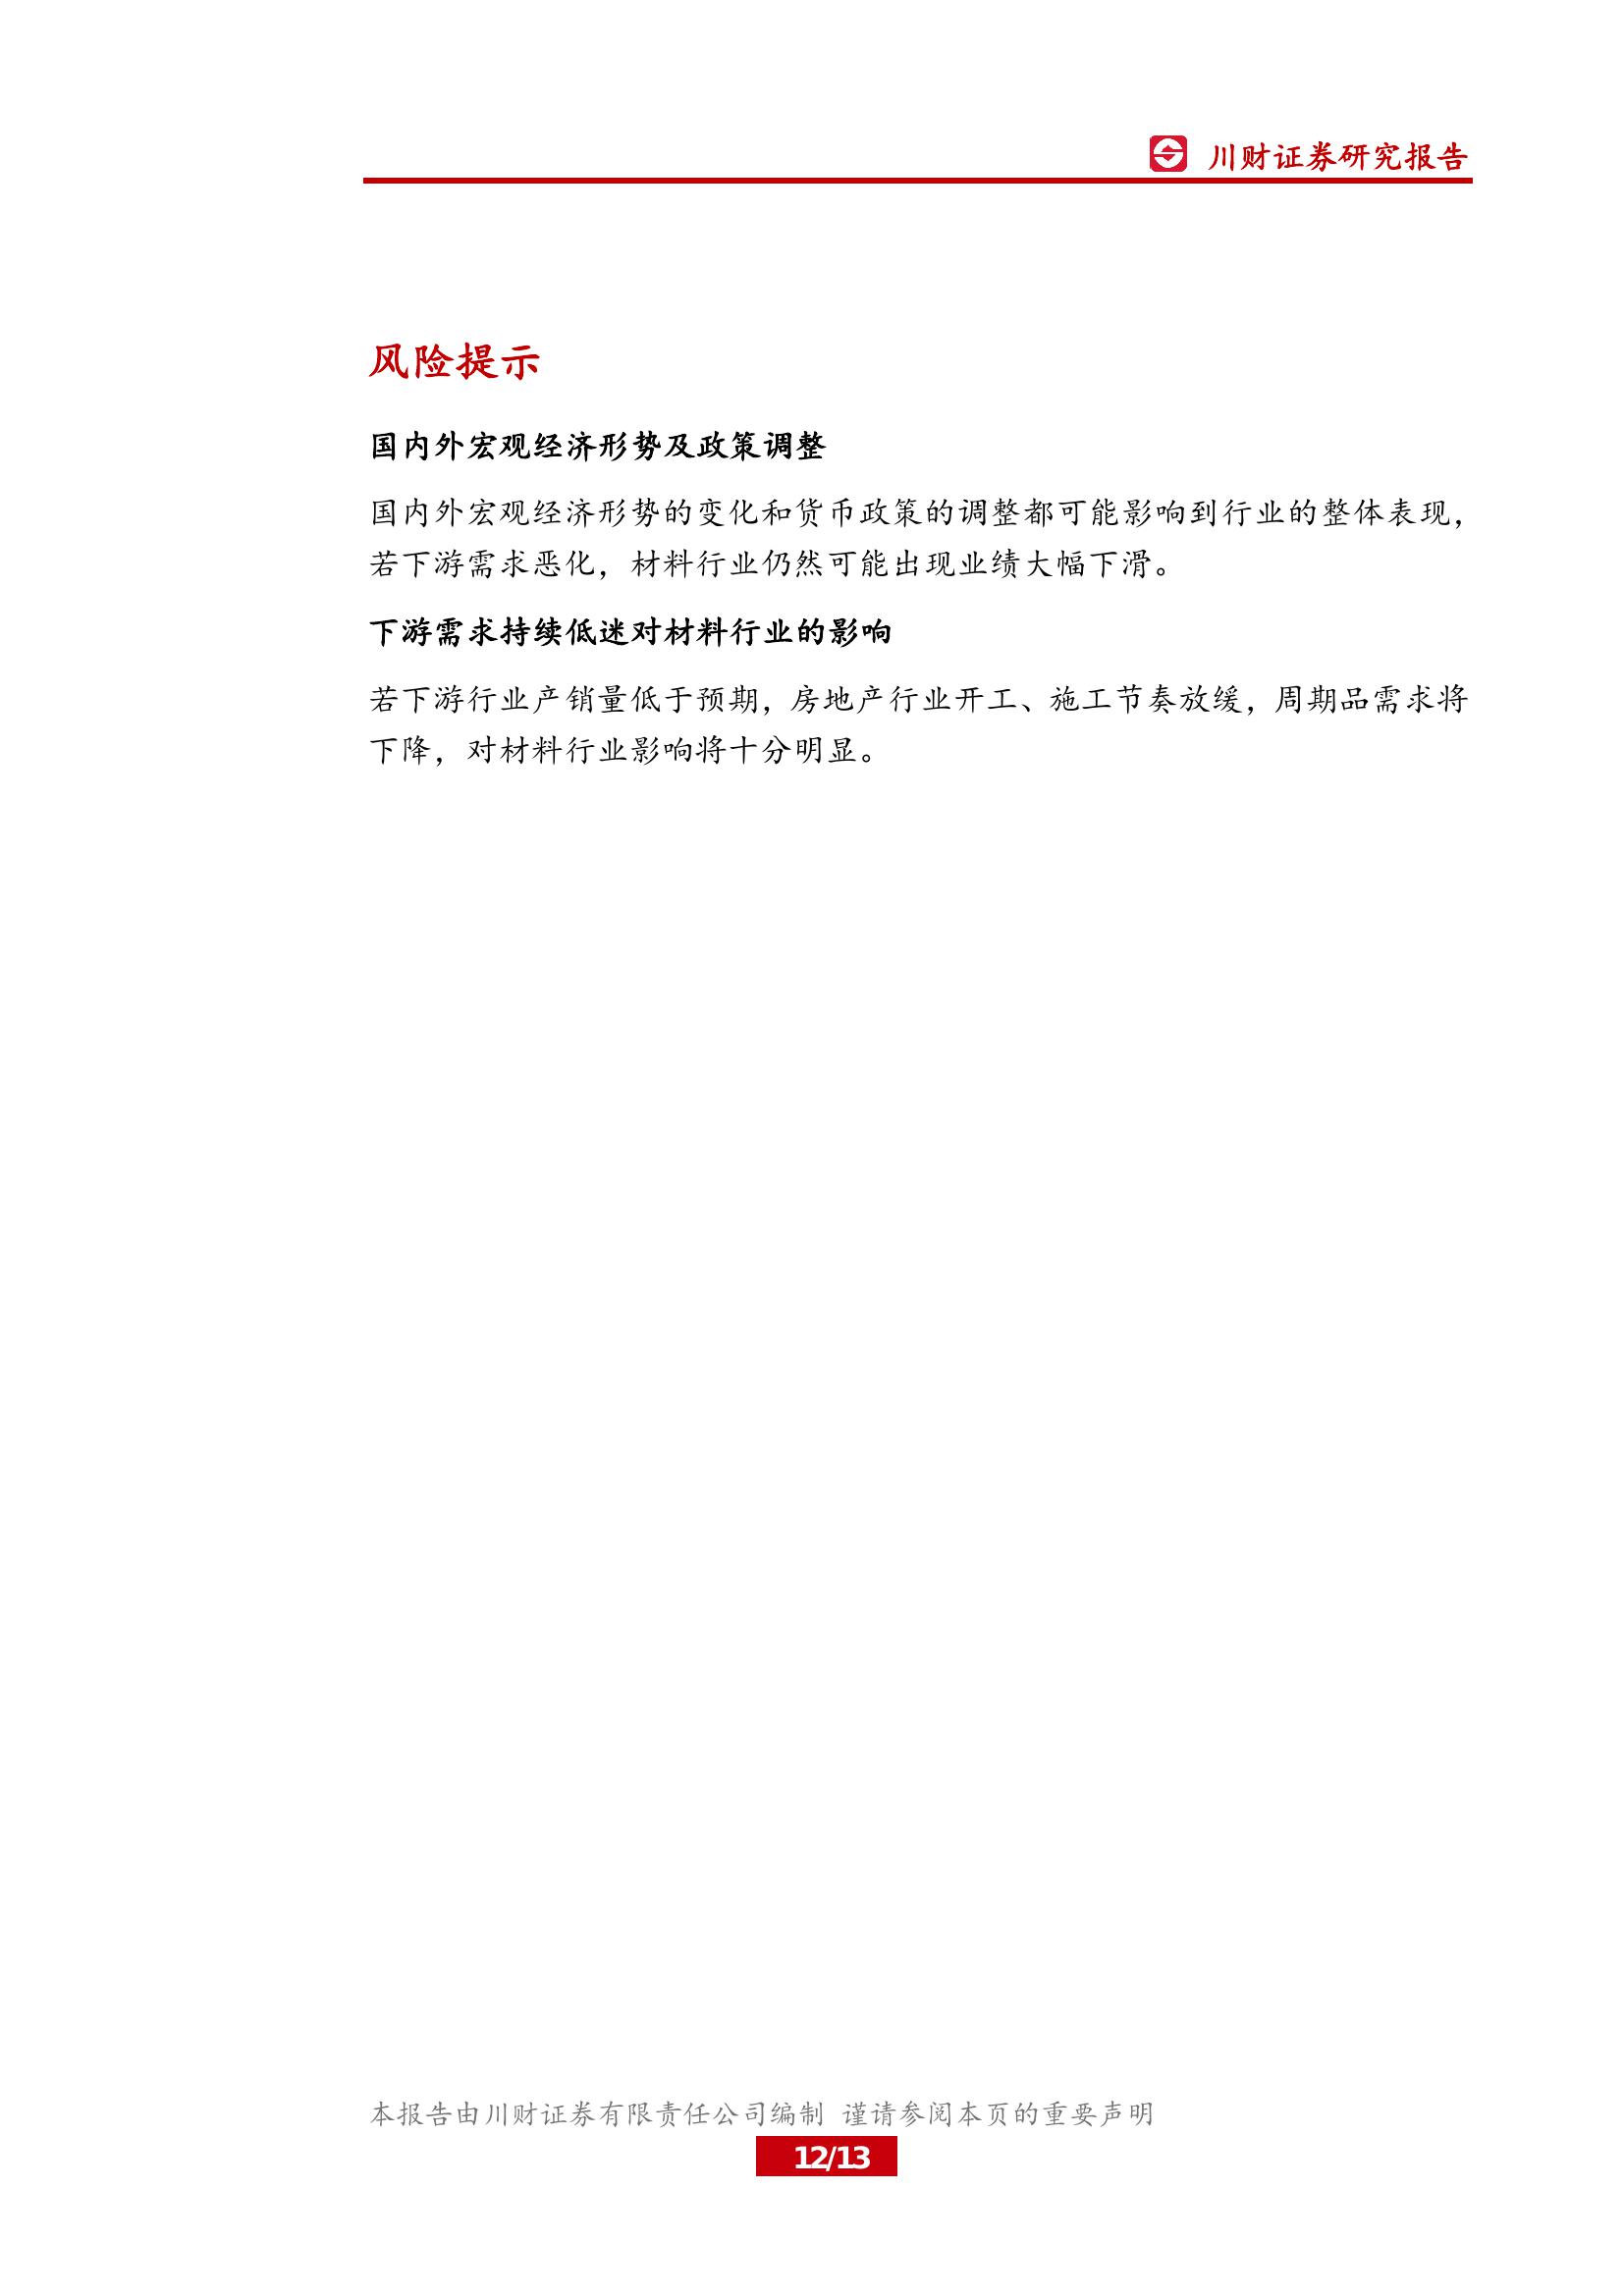 川财证券研究报告
风险提示
国内外宏观经济形势及政策调整
国内外宏观经济形势的变化和货币政策的调整都可能影响到行业的整体表现，
若下游需求恶化，材料行业仍然可能出现业绩大幅下滑。
下游需求持续低迷对材料行业的影响
若下游行业产销量低于预期，房地产行业开工、施工节奏放缓，周期品需求将
下降，对材料行业影响将十分明显。
本报告由川财证券有限责任公司编制 谨请参阅本页的重要声明
12/13